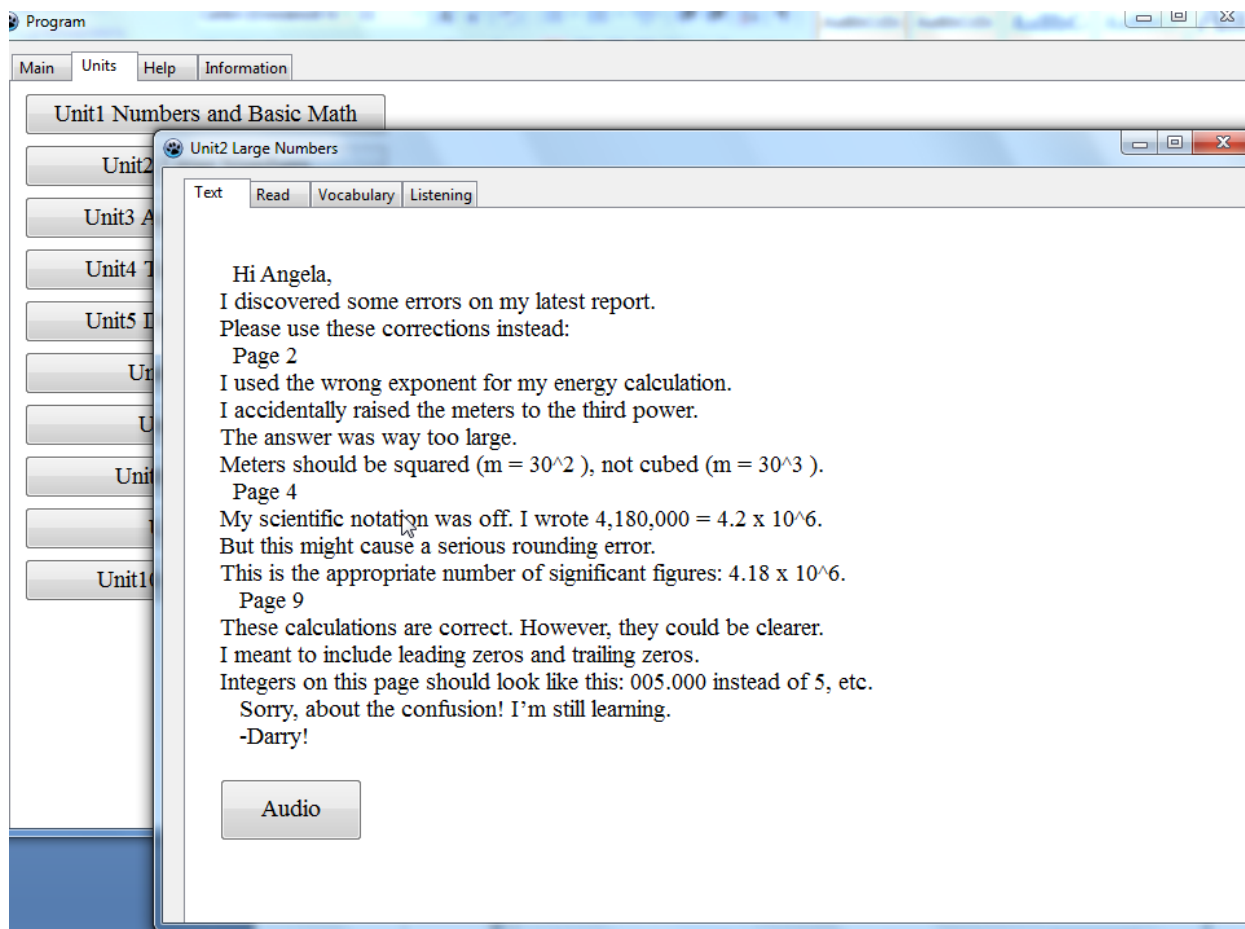 Program
Main Units Help Information
Unit1 Numbers and Basic Math
Unit2
Unit2 Large Numbers
Text Read Vocabulary Listening
Unit3 A
Unit4
Unit5
Unit10
Hi Angela,
I discovered some errors on my latest report.
Please use these corrections instead:
Page 2
I used the wrong exponent for my energy calculation.
I accidentally raised the meters to the third power.
The answer was way too large.
Meters should be squared (m = 30^2 ), not cubed (m = 30^3 ).
Page 4
My scientific notation was off. I wrote 4,180,000 = 4.2 x 10^6.
But this might cause a serious rounding error.
This is the appropriate number of significant figures: 4.18 x 10^6.
Page 9
These calculations are correct. However, they could be clearer.
I meant to include leading zeros and trailing zeros.
Integers on this page should look like this: 005.000 instead of 5, etc.
Sorry, about the confusion! I’m still learning.
-Darry!
Audio